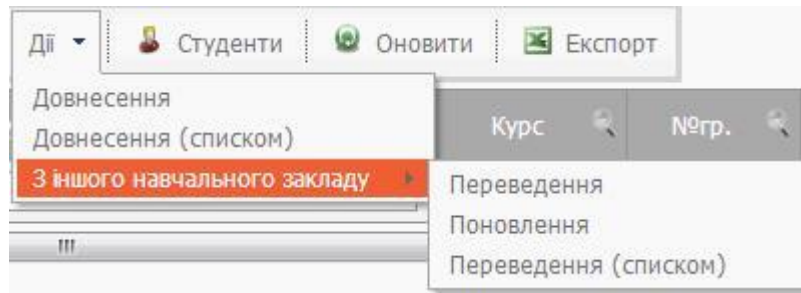 Дії Студенти Оновити Експорт
Довнесення
Довнесення (списком)
Курс №гр.
З іншого навчального закладу
Переведення
Поновлення
Переведення (списком)